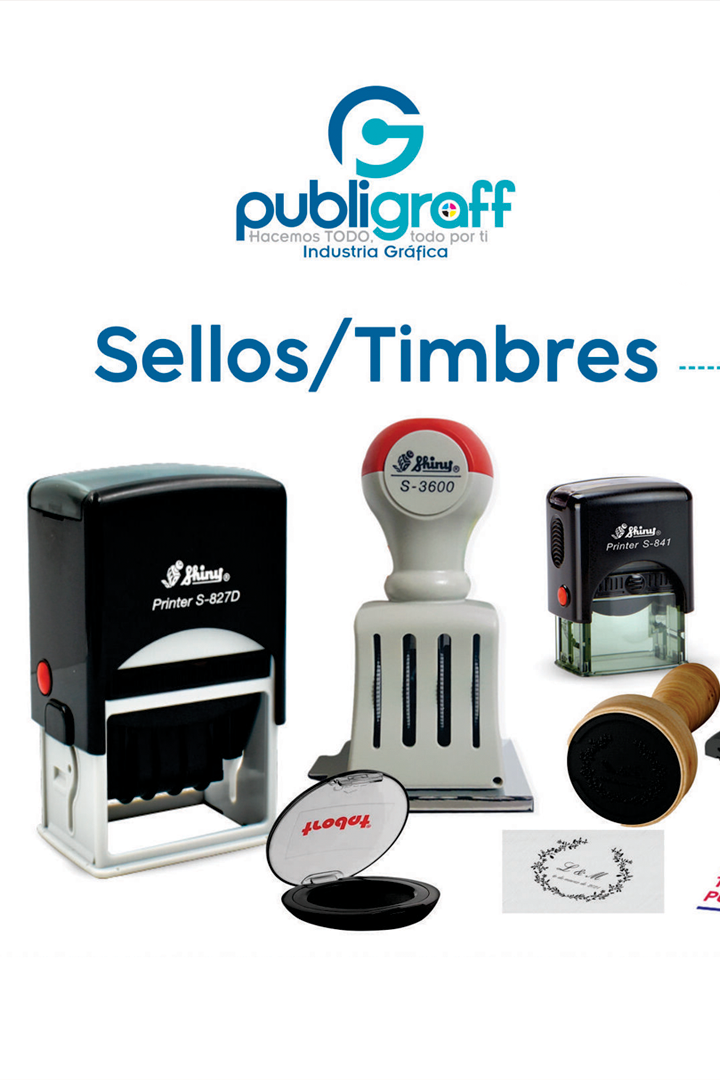 publigraff
Hacemos TODO, todo por ti
Industria Gráfica
Sellos/Timbres
Shiny®
S-3600
Shiny®
Printer S-841
Shiny®
Printer S-827D
trodat®
L & M